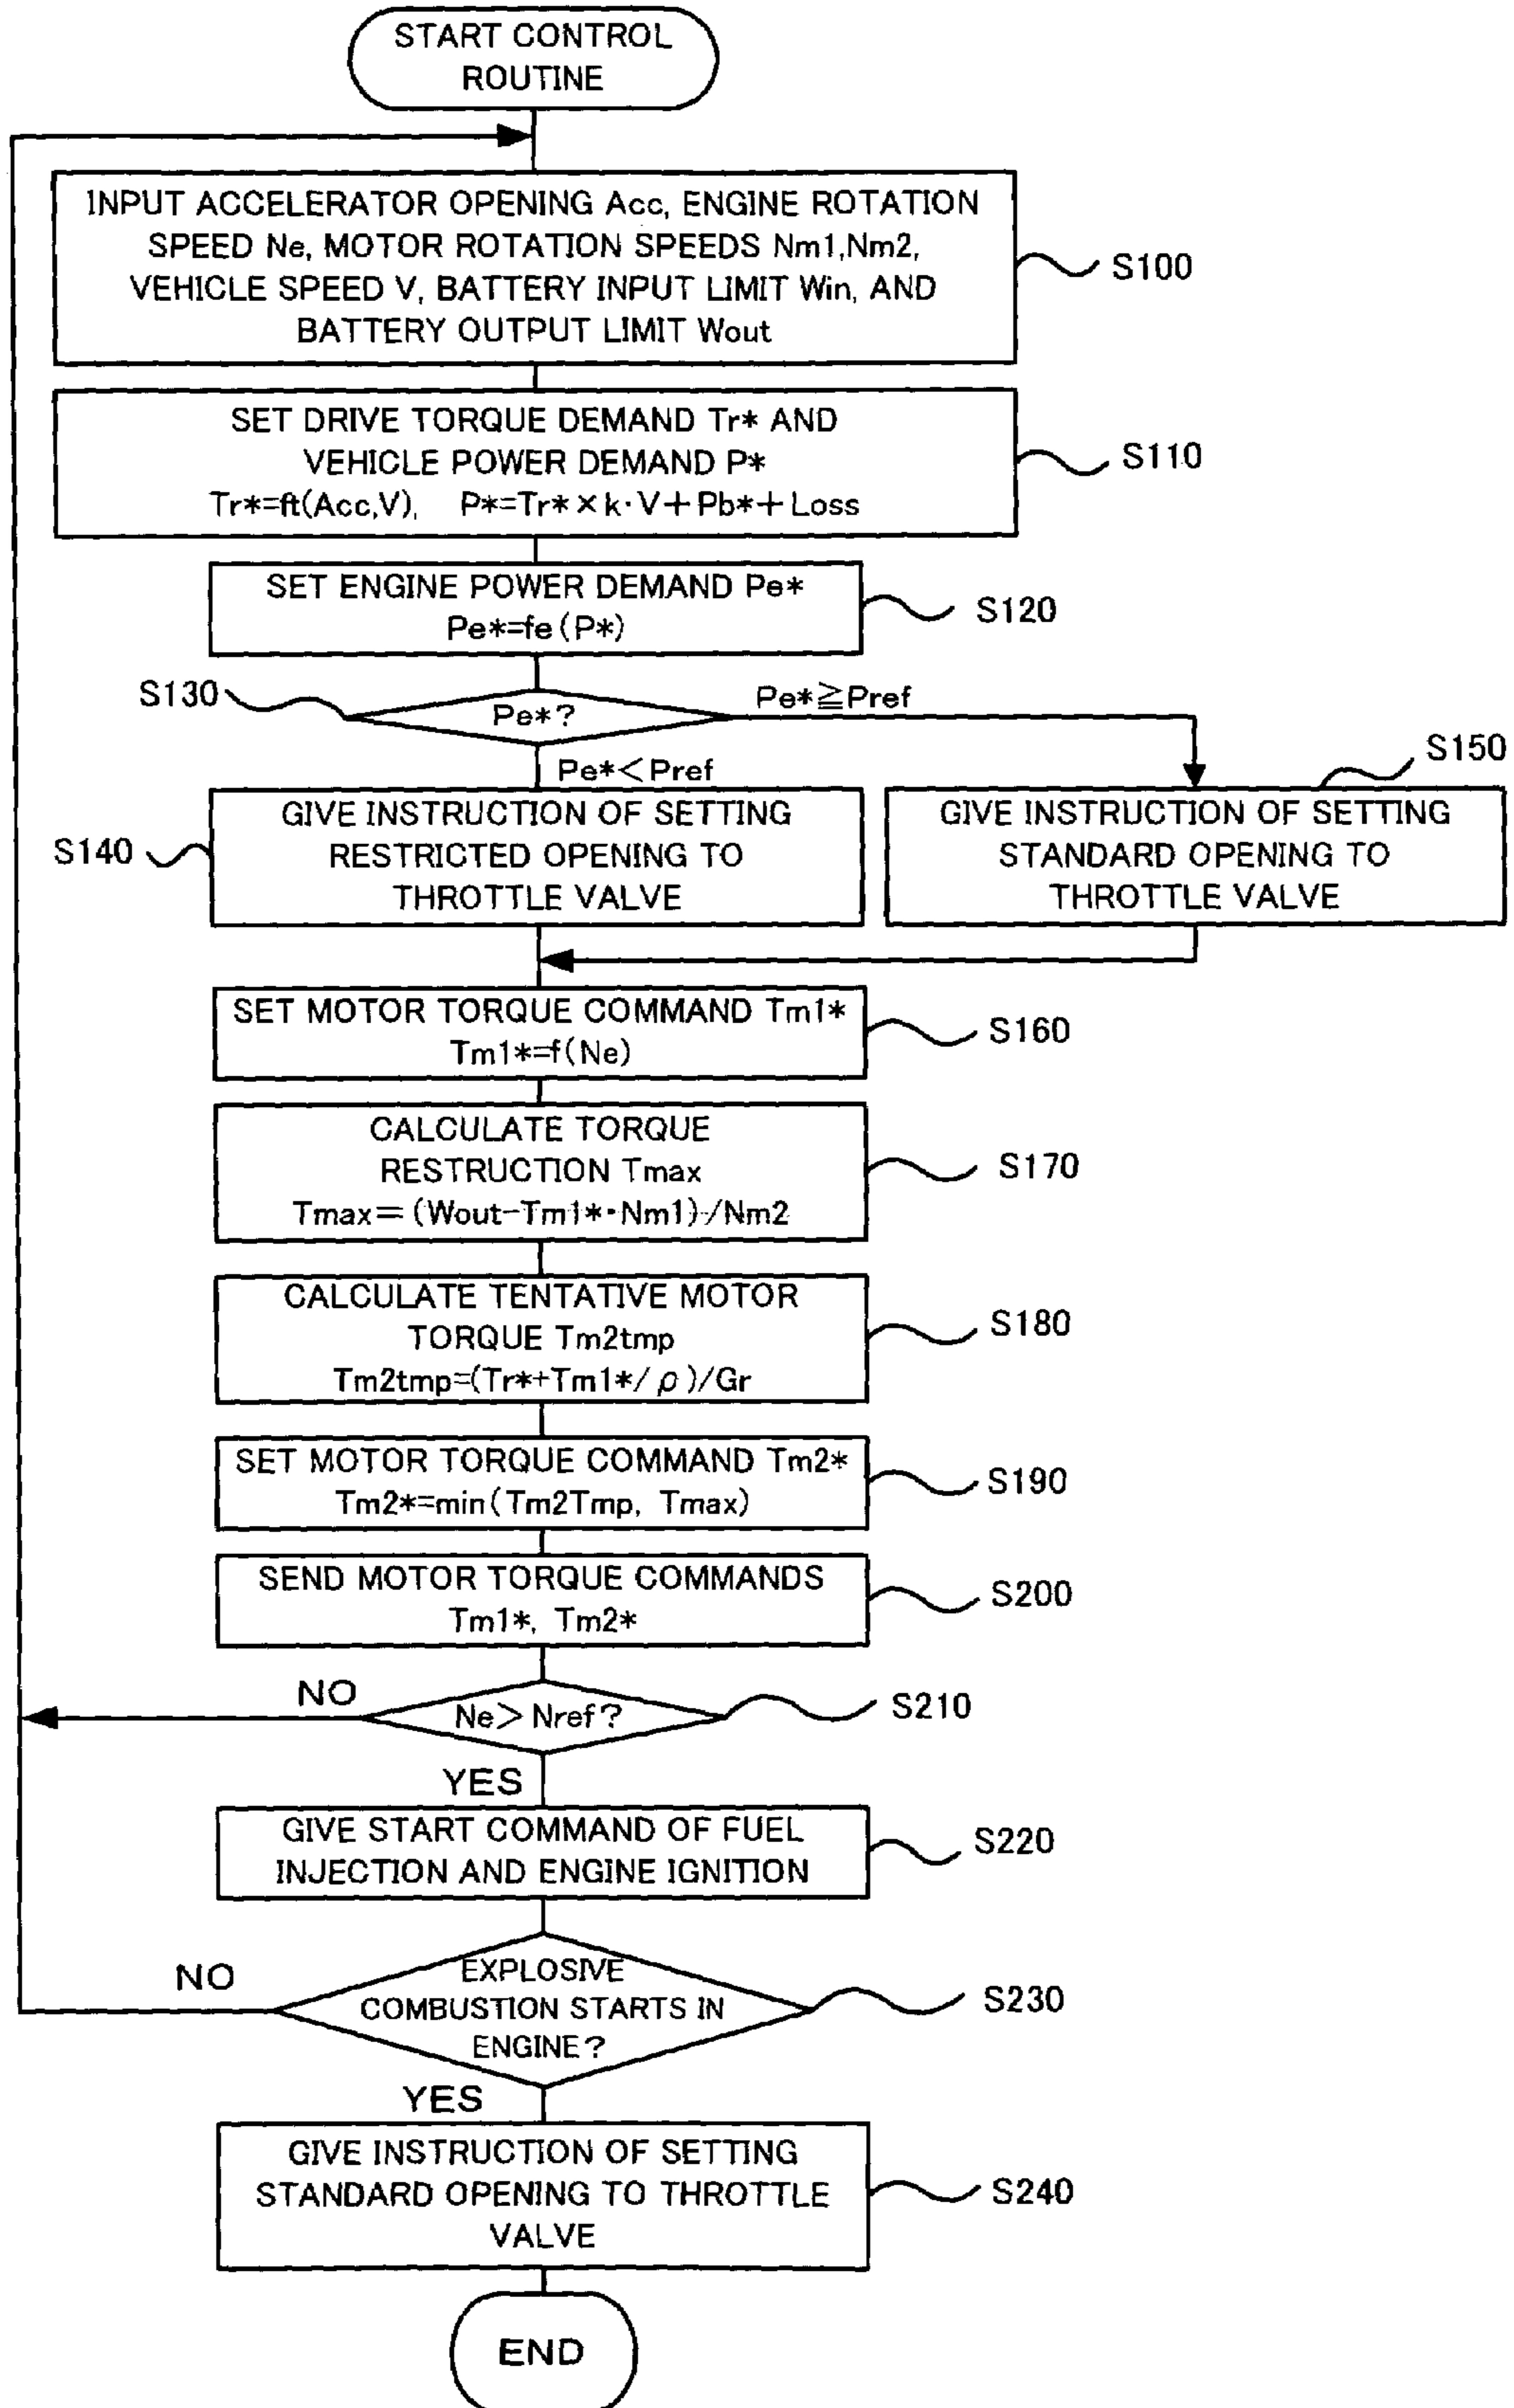 START CONTROL
ROUTINE
INPUT ACCELERATOR OPENING Acc, ENGINE ROTATION
SPEED Ne, MOTOR ROTATION SPEEDS Nm1,Nm2,
VEHICLE SPEED V, BATTERY INPUT LIMIT Win, AND
BATTERY OUTPUT LIMIT Wout
S100
SET DRIVE TORQUE DEMAND Tr* AND
VEHICLE POWER DEMAND P*
Tr*=ft(Acc,V), P*=Tr*×k·V+Pb*+Loss
S110
SET ENGINE POWER DEMAND Pe*
Pe*=fe(P*)
S120
S130
Pe*?
Pe*≧Pref
Pe*<Pref
S140
GIVE INSTRUCTION OF SETTING
RESTRICTED OPENING TO
THROTTLE VALVE
S150
GIVE INSTRUCTION OF SETTING
STANDARD OPENING TO
THROTTLE VALVE
SET MOTOR TORQUE COMMAND Tm1*
Tm1*=f(Ne)
S160
CALCULATE TORQUE
RESTRUCTION Tmax
Tmax=(Wout-Tm1*·Nm1)/Nm2
S170
CALCULATE TENTATIVE MOTOR
TORQUE Tm2tmp
Tm2tmp=(Tr*+Tm1*/ρ)/Gr
S180
SET MOTOR TORQUE COMMAND Tm2*
Tm2*=min(Tm2Tmp, Tmax)
S190
SEND MOTOR TORQUE COMMANDS
Tm1*, Tm2*
S200
NO
Ne>Nref?
S210
YES
GIVE START COMMAND OF FUEL
INJECTION AND ENGINE IGNITION
S220
NO
EXPLOSIVE
COMBUSTION STARTS IN
ENGINE?
S230
YES
GIVE INSTRUCTION OF SETTING
STANDARD OPENING TO THROTTLE
VALVE
S240
END